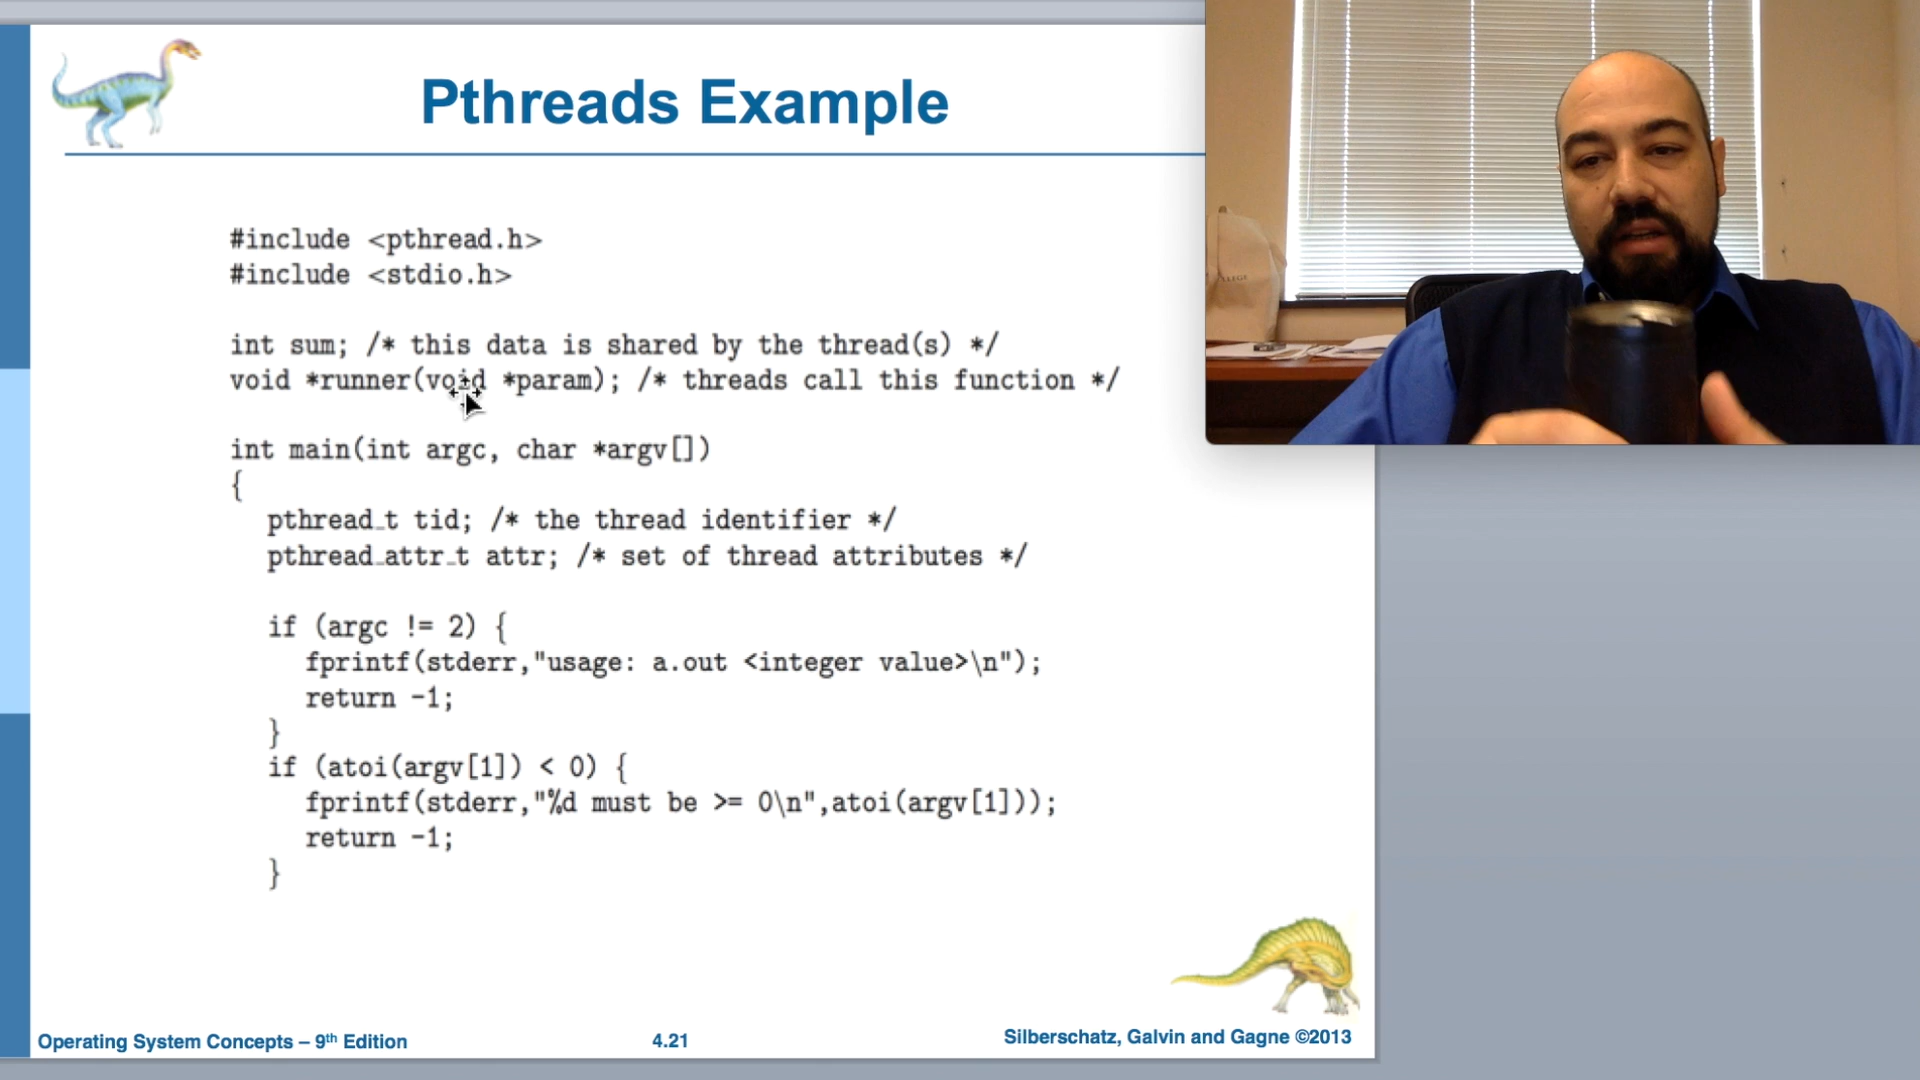 Pthreads Example
#include <pthread.h>
#include <stdio.h>
int sum; /* this data is shared by the thread(s) */
void *runner(void *param); /* threads call this function */
int main(int argc, char *argv[])
{
pthread_t tid; /* the thread identifier */
pthread_attr_t attr; /* set of thread attributes */
if (argc != 2) {
fprintf(stderr,"usage: a.out <integer value>\n");
return -1;
}
if (atoi(argv[1]) < 0) {
fprintf(stderr,"%d must be >= 0\n",atoi(argv[1]));
return -1;
}
Operating System Concepts – 9th Edition
4.21
Silberschatz, Galvin and Gagne ©2013